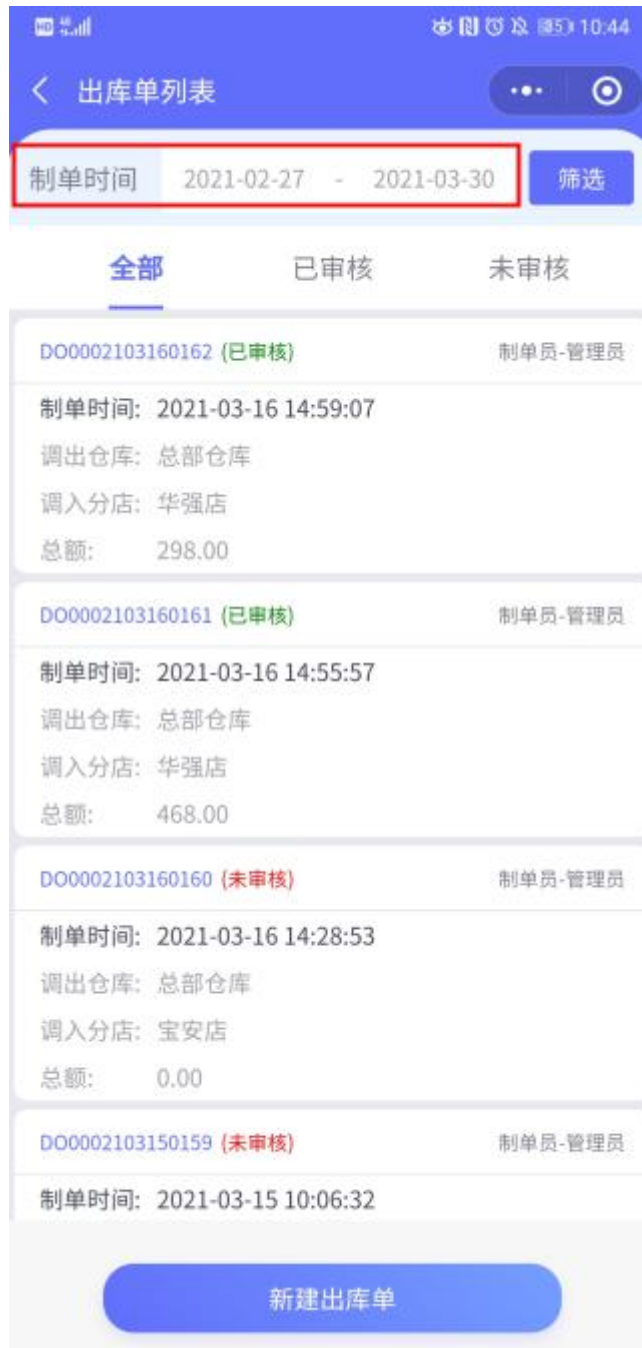 HD 85 10:44
出库单列表
制单时间 2021-02-27 - 2021-03-30 筛选
全部 已审核 未审核
DO0002103160162 (已审核) 制单员-管理员
制单时间: 2021-03-16 14:59:07
调出仓库: 总部仓库
调入分店: 华强店
总额: 298.00
DO0002103160161 (已审核) 制单员-管理员
制单时间: 2021-03-16 14:55:57
调出仓库: 总部仓库
调入分店: 华强店
总额: 468.00
DO0002103160160 (未审核) 制单员-管理员
制单时间: 2021-03-16 14:28:53
调出仓库: 总部仓库
调入分店: 宝安店
总额: 0.00
DO0002103150159 (未审核) 制单员-管理员
制单时间: 2021-03-15 10:06:32
新建出库单